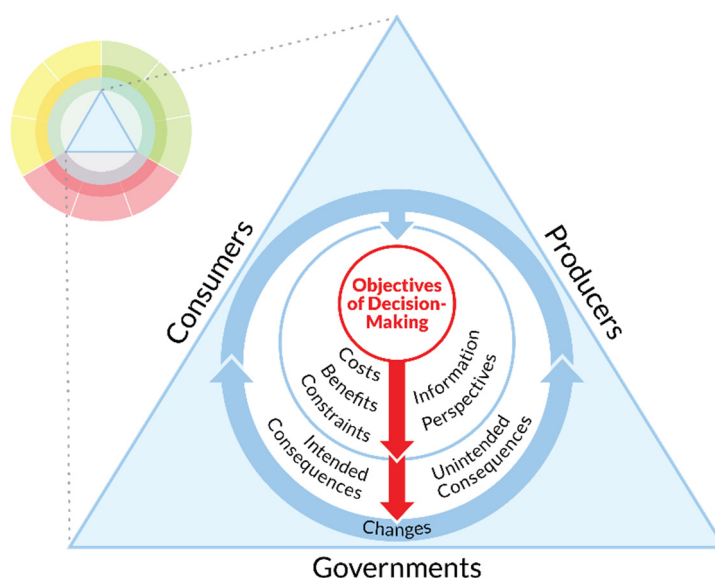 Consumers
Producers
Objectives
of Decision-
Making
Costs
Benefits
Constraints
Information
Perspectives
Intended
Consequences
Unintended
Consequences
Changes
Governments